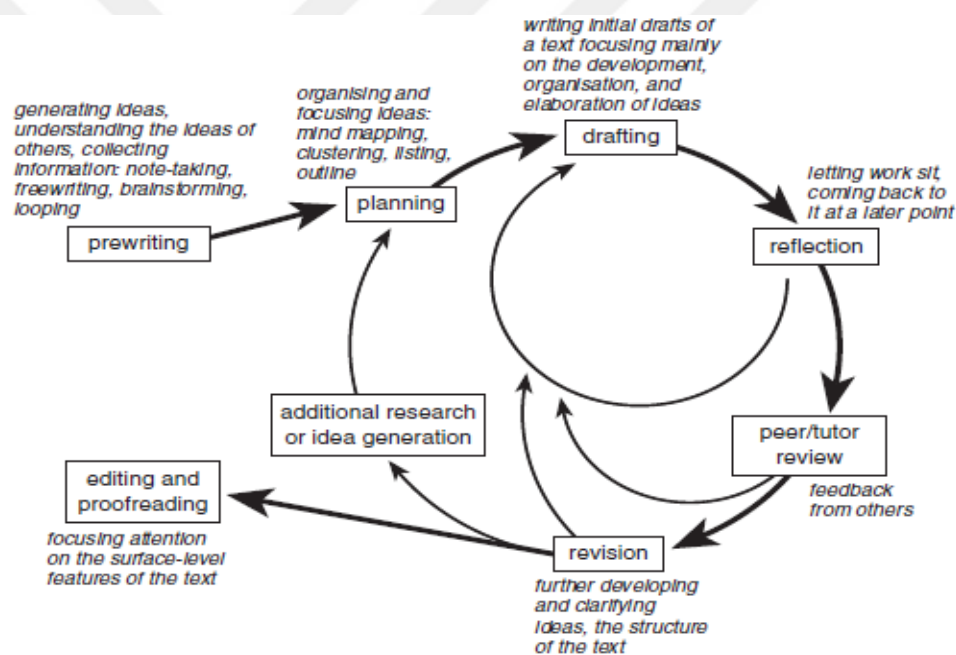 generating ideas,
understanding the ideas of
others, collecting
information: note-taking,
freewriting, brainstorming,
looping
prewriting
organising and
focusing ideas:
mind mapping,
clustering, listing,
outline
planning
writing initial drafts of
a text focusing mainly
on the development,
organisation, and
elaboration of ideas
drafting
letting work sit,
coming back to
it at a later point
reflection
peer/tutor
review
feedback
from others
revision
further developing
and clarifying
ideas, the structure
of the text
additional research
or idea generation
editing and
proofreading
focusing attention
on the surface-level
features of the text